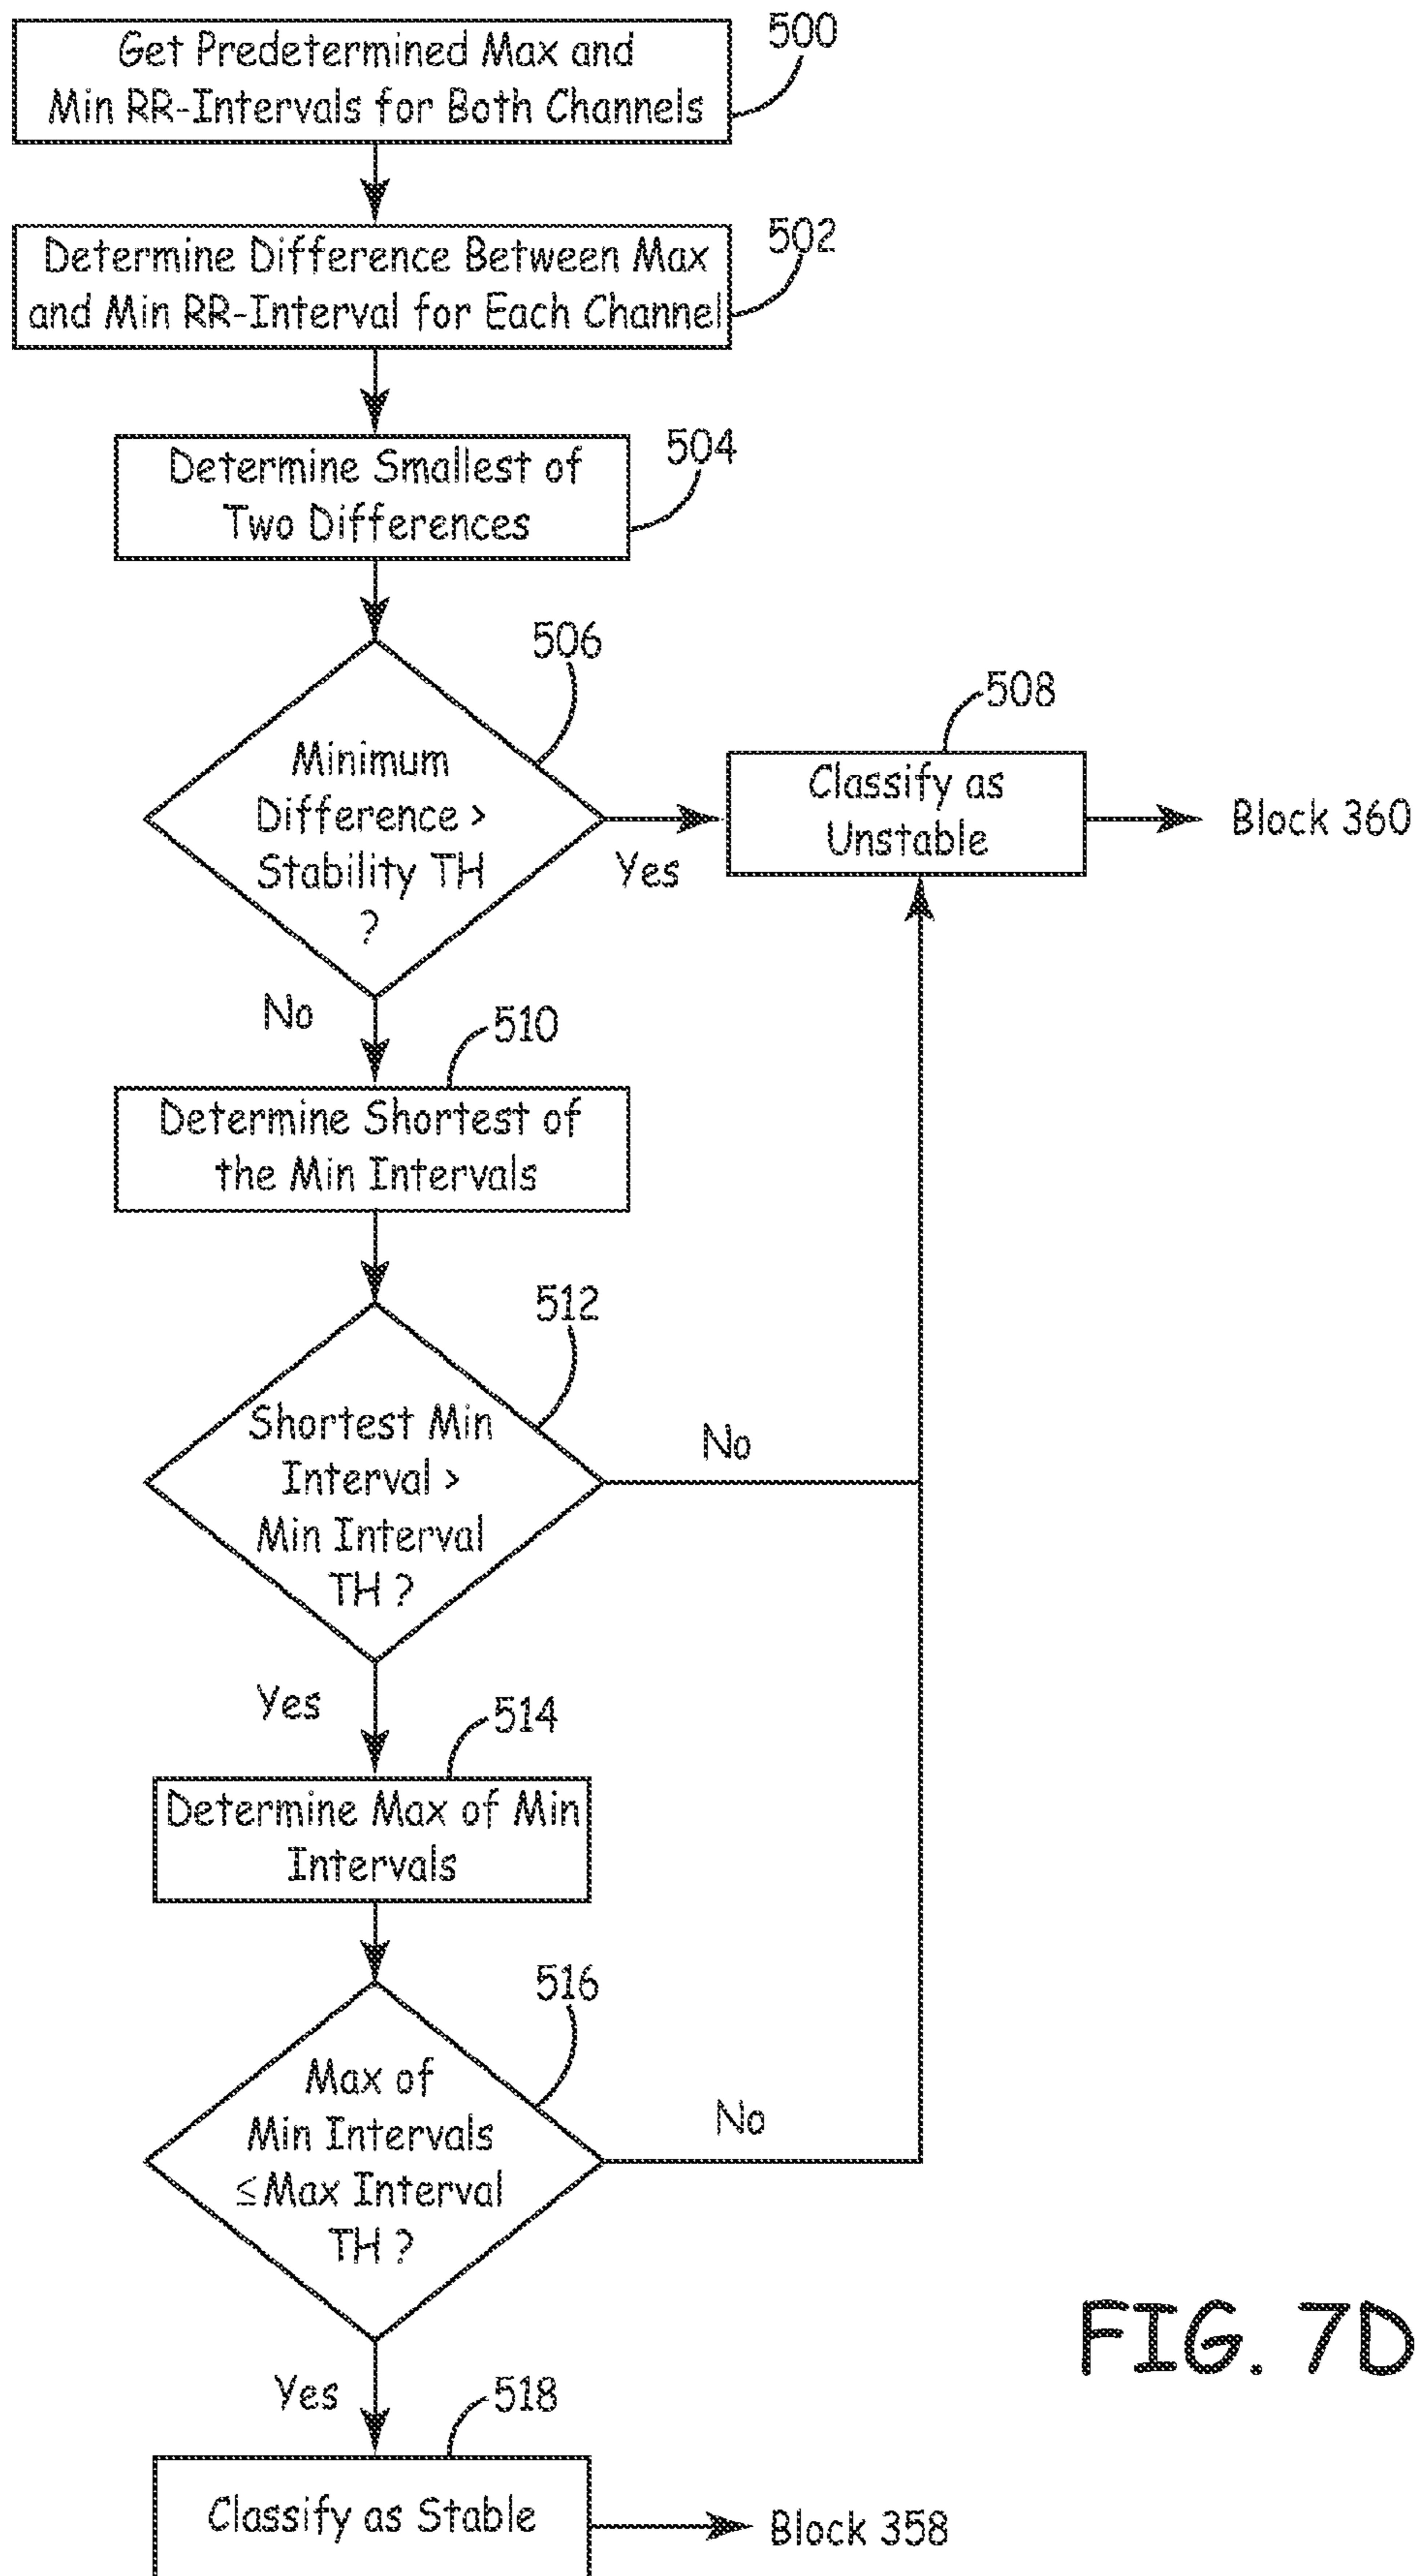 Get Predetermined Max and
Min RR-Intervals for Both Channels
500
Determine Difference Between Max
and Min RR-Interval for Each Channel
502
Determine Smallest of
Two Differences
504
506
Minimum
Difference >
Stability TH
?
Yes
508
Classify as
Unstable
Block 360
No
510
Determine Shortest of
the Min Intervals
512
Shortest Min
Interval >
Min Interval
TH ?
No
Yes
514
Determine Max of Min
Intervals
516
Max of
Min Intervals
≤Max Interval
TH ?
No
Yes
518
Classify as Stable
Block 358
FIG. 7D